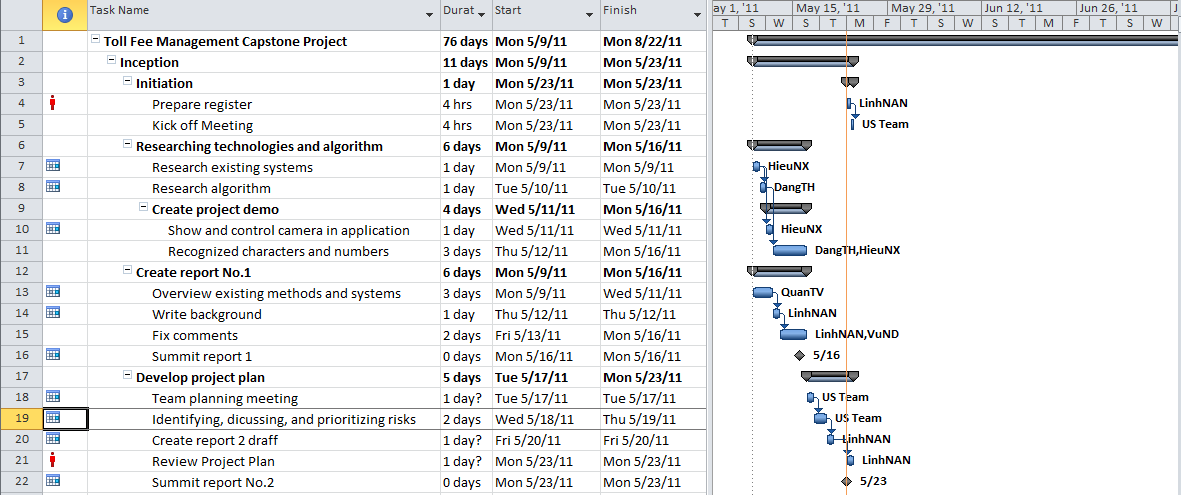 Task Name Durat Start Finish ay 1, '11 May 15, '11 May 29, '11 Jun 12, '11 Jun 26, '11 J
T S W S T M F T S W S T M F T S W
1 Toll Fee Management Capstone Project 76 days Mon 5/9/11 Mon 8/22/11
2 Inception 11 days Mon 5/9/11 Mon 5/23/11
3 Initiation 1 day Mon 5/23/11 Mon 5/23/11
4 Prepare register 4 hrs Mon 5/23/11 Mon 5/23/11 LinhNAN
5 Kick off Meeting 4 hrs Mon 5/23/11 Mon 5/23/11 US Team
6 Researching technologies and algorithm 6 days Mon 5/9/11 Mon 5/16/11
7 Research existing systems 1 day Mon 5/9/11 Mon 5/9/11 HieuNX
8 Research algorithm 1 day Tue 5/10/11 Tue 5/10/11 DangTH
9 Create project demo 4 days Wed 5/11/11 Mon 5/16/11
10 Show and control camera in application 1 day Wed 5/11/11 Wed 5/11/11 HieuNX
11 Recognized characters and numbers 3 days Thu 5/12/11 Mon 5/16/11 DangTH,HieuNX
12 Create report No.1 6 days Mon 5/9/11 Mon 5/16/11
13 Overview existing methods and systems 3 days Mon 5/9/11 Wed 5/11/11 QuanTV
14 Write background 1 day Thu 5/12/11 Thu 5/12/11 LinhNAN
15 Fix comments 2 days Fri 5/13/11 Mon 5/16/11 LinhNAN,VuND
16 Summit report 1 0 days Mon 5/16/11 Mon 5/16/11 5/16
17 Develop project plan 5 days Tue 5/17/11 Mon 5/23/11
18 Team planning meeting 1 day? Tue 5/17/11 Tue 5/17/11 US Team
19 Identifying, dicussing, and prioritizing risks 2 days Wed 5/18/11 Thu 5/19/11 US Team
20 Create report 2 draff 1 day? Fri 5/20/11 Fri 5/20/11 LinhNAN
21 Review Project Plan 1 day? Mon 5/23/11 Mon 5/23/11 LinhNAN
22 Summit report No.2 0 days Mon 5/23/11 Mon 5/23/11 5/23